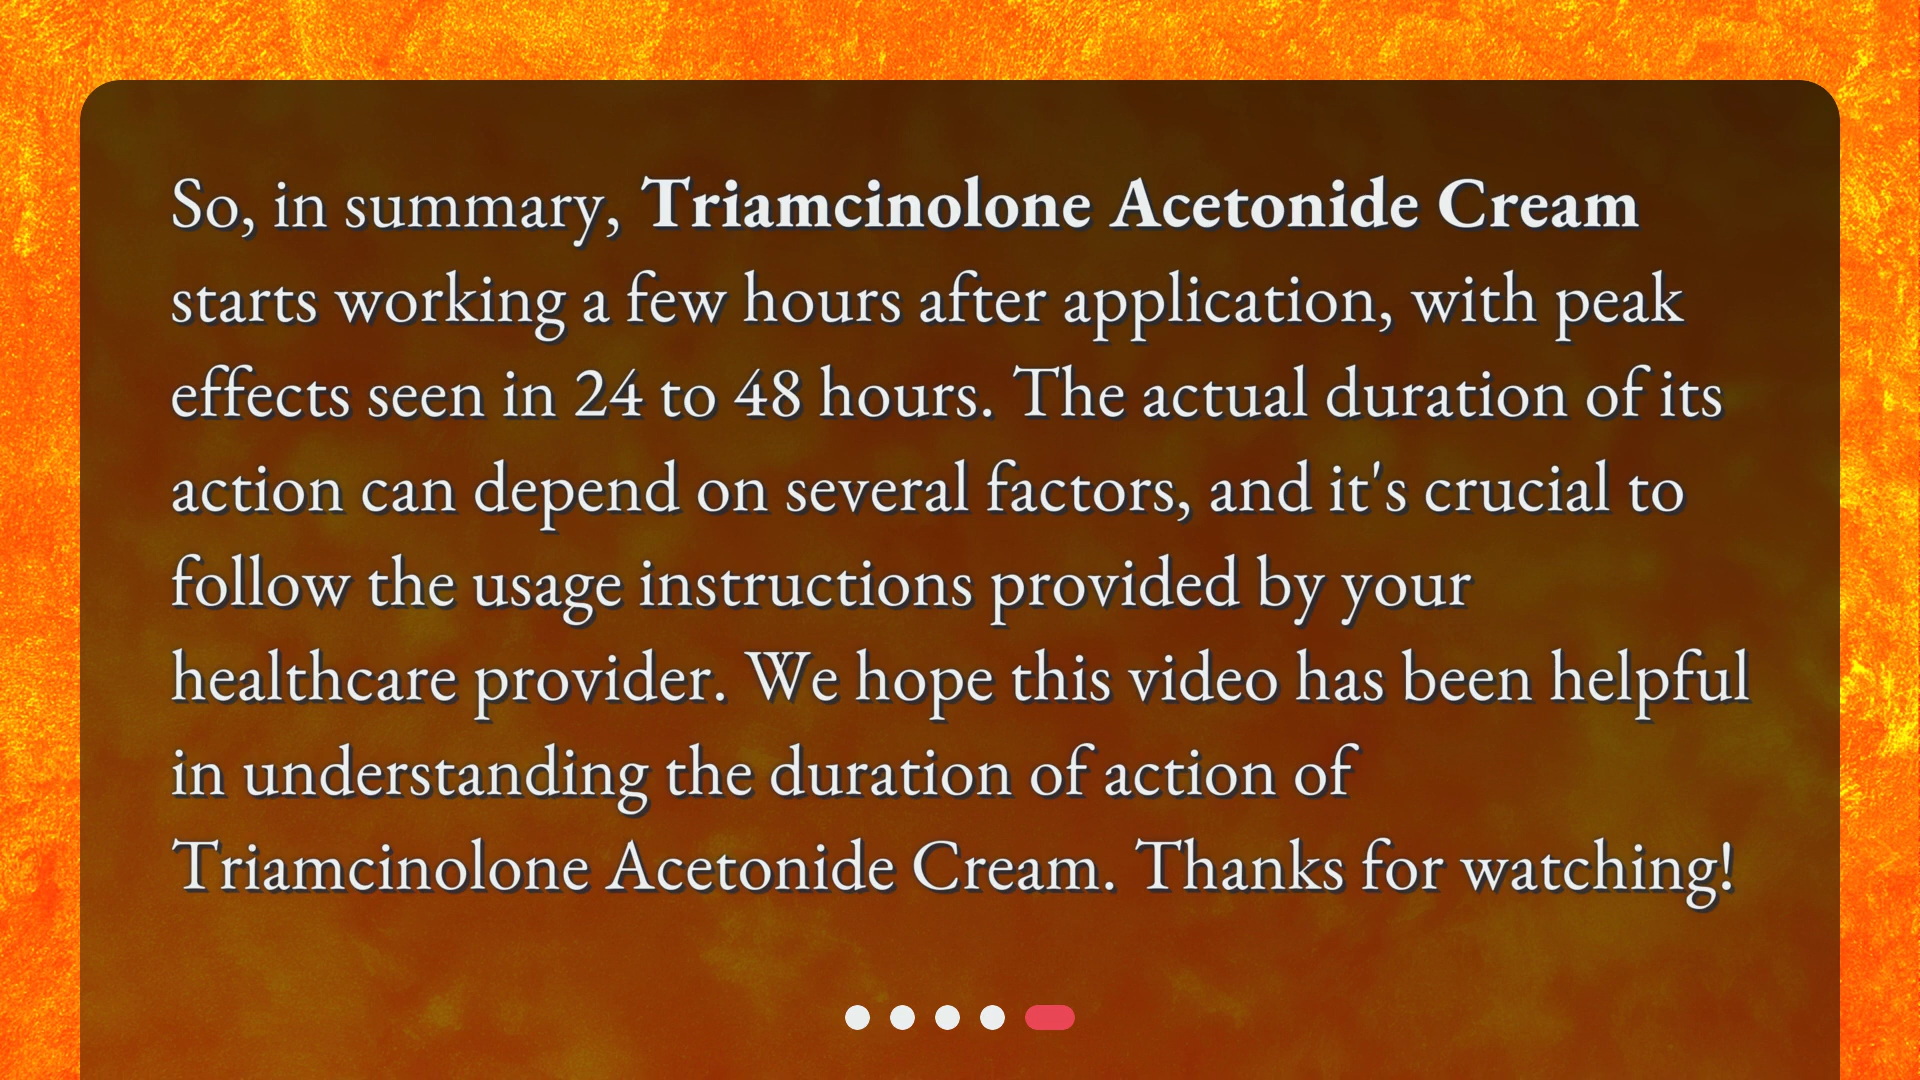 So, in summary, Triamcinolone Acetonide Cream
starts working a few hours after application, with peak
effects seen in 24 to 48 hours. The actual duration of its
action can depend on several factors, and it's crucial to
follow the usage instructions provided by your
healthcare provider. We hope this video has been helpful
in understanding the duration of action of
Triamcinolone Acetonide Cream. Thanks for watching!